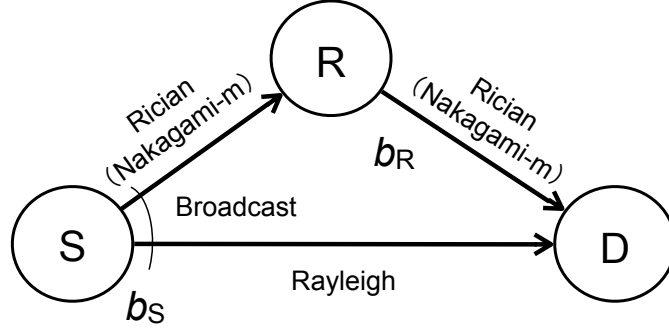 R
Rician
(Nakagami-m)
Rician
(Nakagami-m)
bR
Broadcast
S
D
Rayleigh
bS